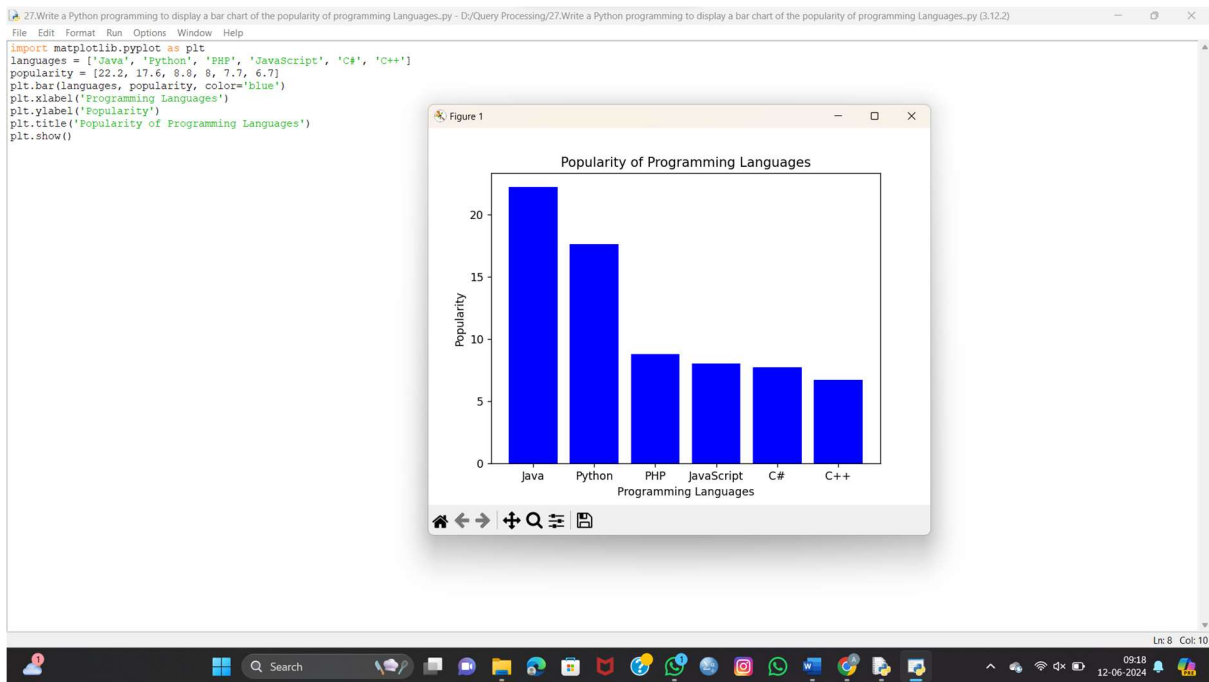 27.Write a Python programming to display a bar chart of the popularity of programming Languages..py - D:/Query Processing/27.Write a Python programming to display a bar chart of the popularity of programming Languages..py (3.12.2)
File Edit Format Run Options Window Help
import matplotlib.pyplot as plt
languages = ['Java', 'Python', 'PHP', 'JavaScript', 'C#', 'C++']
popularity = [22.2, 17.6, 8.8, 8, 7.7, 6.7]
plt.bar(languages, popularity, color='blue')
plt.xlabel('Programming Languages')
plt.ylabel('Popularity')
plt.title('Popularity of Programming Languages')
plt.show()
Figure 1
Popularity of Programming Languages
Popularity
20
15
10
5
0
Java Python PHP JavaScript C# C++
Programming Languages
Ln: 8 Col: 10
1
Search
1
09:18
12-06-2024
PRE